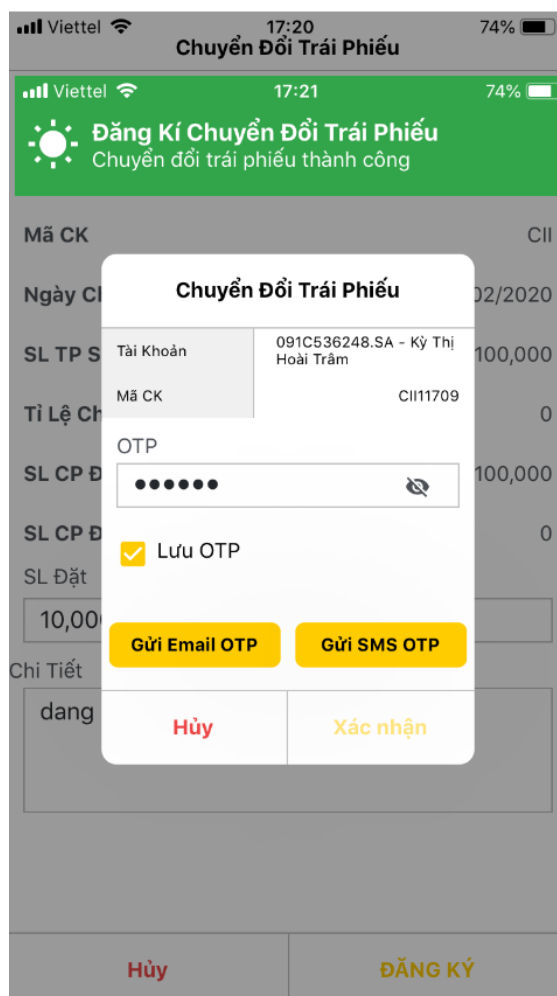 Viettel 17:20 74%
Chuyển Đổi Trái Phiếu
Viettel 17:21 74%
Đăng Kí Chuyển Đổi Trái Phiếu
Chuyển đổi trái phiếu thành công
Mã CK CII
Ngày Cl 02/2020
SL TP S 100,000
Tỉ Lệ Ch 0
SL CP Đ 100,000
SL CP Đ 0
SL Đặt
10,00
Chi Tiết
dang
Chuyển Đổi Trái Phiếu
Tài Khoản 091C536248.SA - Kỳ Thị
Hoài Trâm
Mã CK CII11709
OTP
••••••
Lưu OTP
Gửi Email OTP Gửi SMS OTP
Hủy Xác nhận
Hủy ĐĂNG KÝ